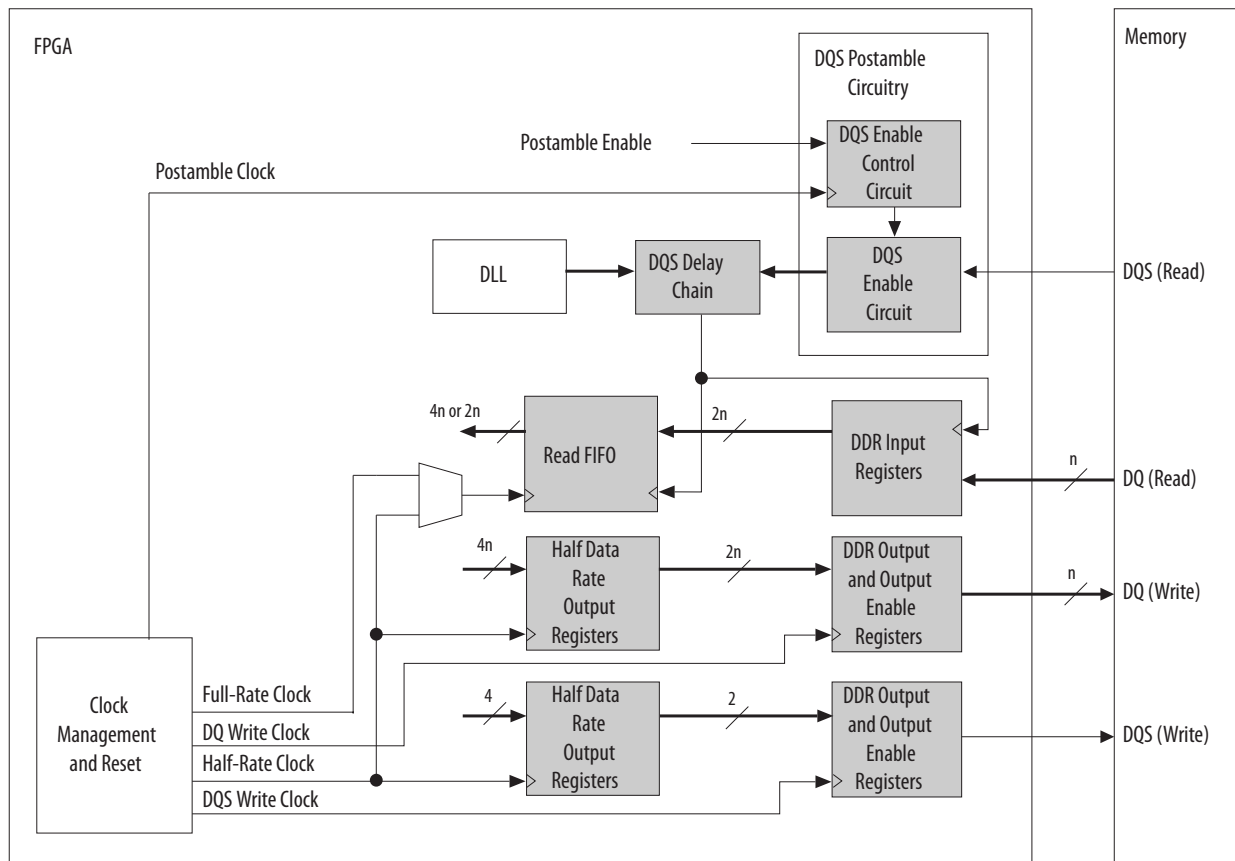 FPGA
Memory
DQS Postamble
Circuitry
Postamble Enable
DQS Enable
Control
Circuit
Postamble Clock
DLL
DQS Delay
Chain
DQS
Enable
Circuit
DQS (Read)
4n or 2n
Read FIFO
2n
DDR Input
Registers
n
DQ (Read)
4n
Half Data
Rate
Output
Registers
2n
DDR Output
and Output
Enable
Registers
n
DQ (Write)
Clock
Management
and Reset
Full-Rate Clock
DQ Write Clock
Half-Rate Clock
DQS Write Clock
4
Half Data
Rate
Output
Registers
2
DDR Output
and Output
Enable
Registers
DQS (Write)